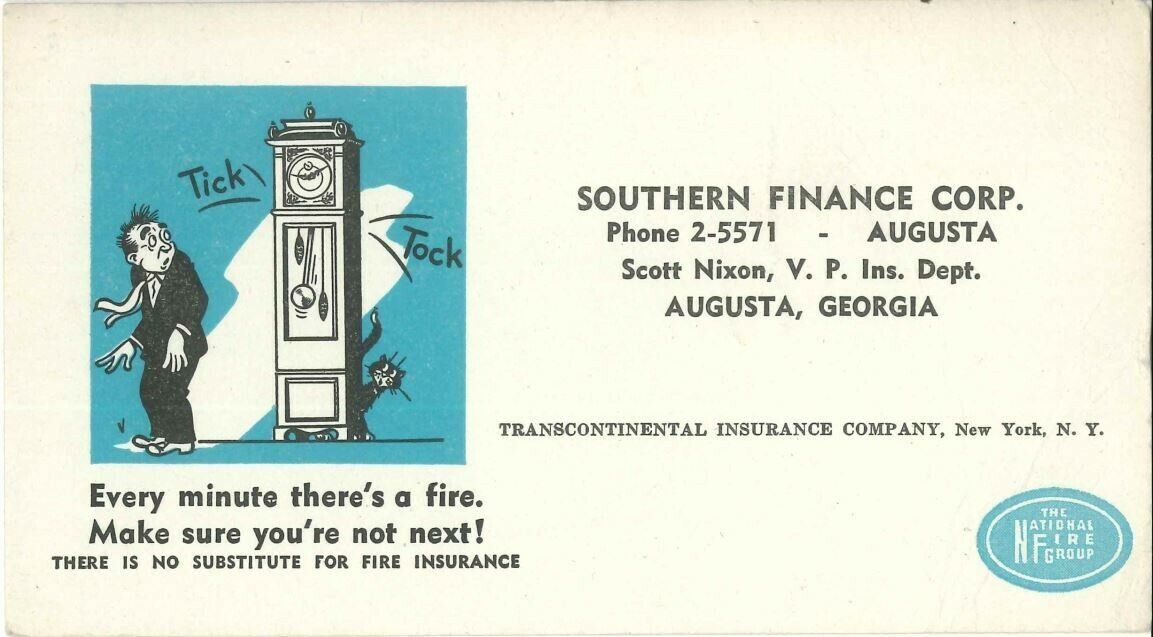 Tick
Tock
Every minute there's a fire.
Make sure you're not next!
THERE IS NO SUBSTITUTE FOR FIRE INSURANCE
SOUTHERN FINANCE CORP.
Phone 2-5571 - AUGUSTA
Scott Nixon, V. P. Ins. Dept.
AUGUSTA, GEORGIA
TRANSCONTINENTAL INSURANCE COMPANY, New York, N. Y.
THE
NATIONAL
FIRE
GROUP